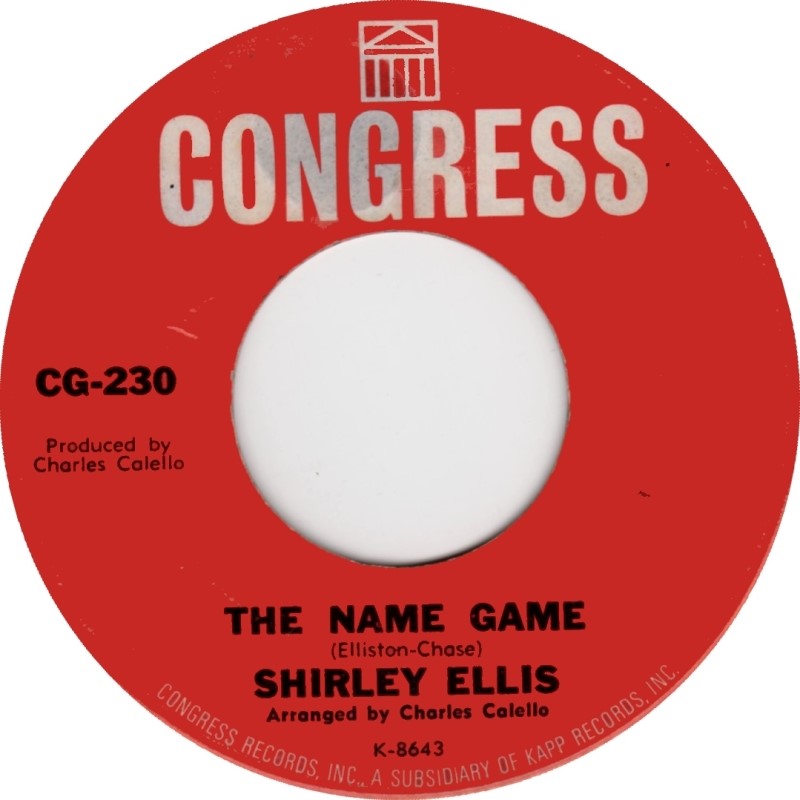 CONGRESS
CG-230
Produced by
Charles Calello
THE NAME GAME
(Elliston-Chase)
SHIRLEY ELLIS
Arranged by Charles Calello
K-8643
CONGRESS RECORDS, INC., A SUBSIDIARY OF KAPP RECORDS, INC.